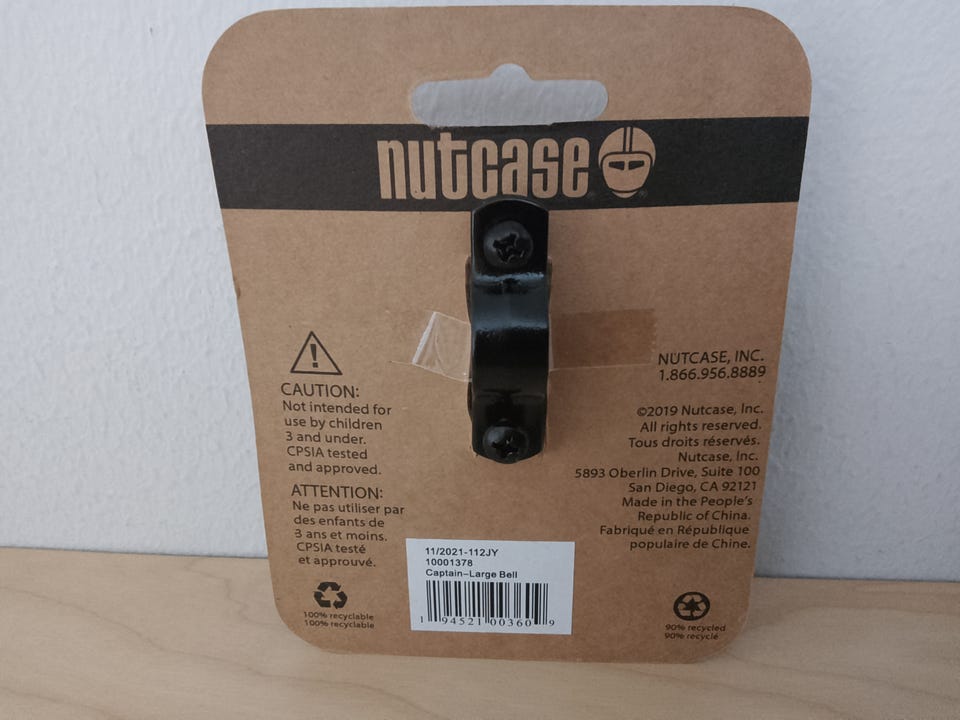 nutcase
CAUTION:
Not intended for
use by children
3 and under.
CPSIA tested
and approved.
ATTENTION:
Ne pas utiliser par
des enfants de
3 ans et moins.
CPSIA testé
et approuvé.
100% recyclable
100% recyclable
11/2021-112JY
10001378
Captain-Large Bell
1 94521 00360 9
NUTCASE, INC.
1.866.956.8889
©2019 Nutcase, Inc.
All rights reserved.
Tous droits réservés.
Nutcase, Inc.
5893 Oberlin Drive, Suite 100
San Diego, CA 92121
Made in the People's
Republic of China.
Fabriqué en République
populaire de Chine.
90% recycled
90% recyclé